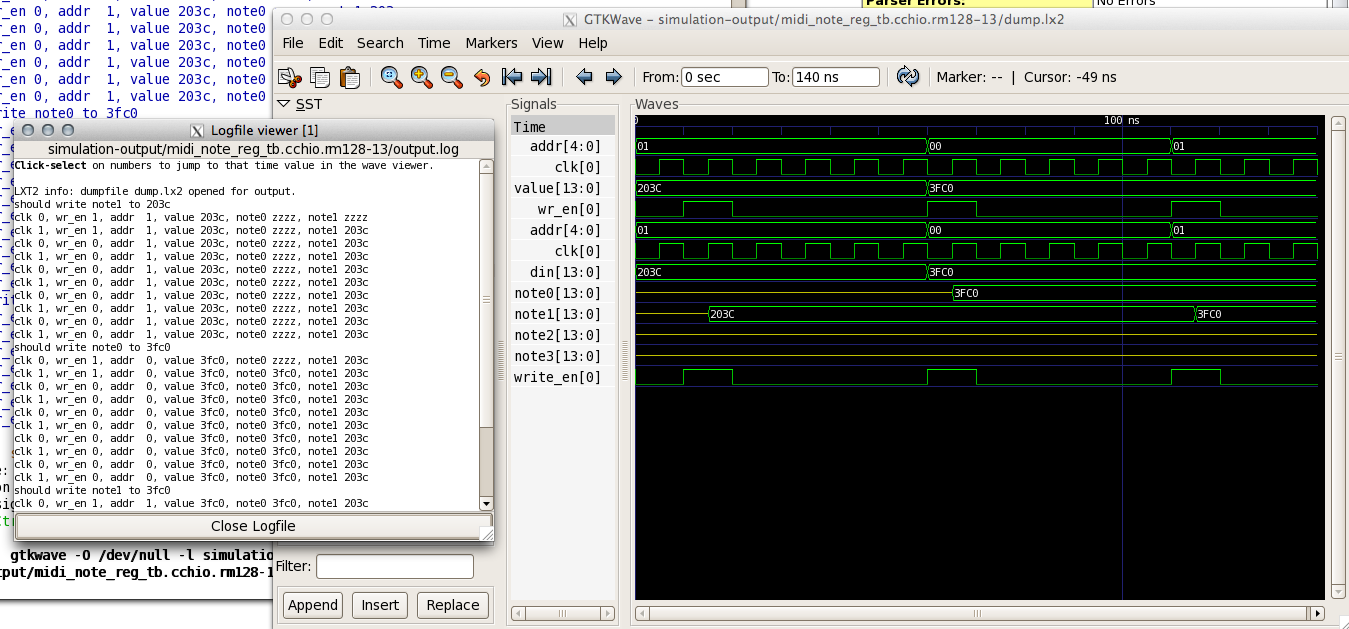 Parser Errors:
No Errors
r_en 0, addr  1, value 203c, note0
r_en 0, addr  1, value 203c, note0
r_en 0, addr  1, value 203c, note0
r_en 0, addr  1, value 203c, note0
r_en 0, addr  1, value 203c, note0
GTKWave – simulation-output/midi_note_reg_tb.cchio.rm128-13/dump.lx2
File Edit Search Time Markers View Help
From: 0 sec To: 140 ns Marker: -- | Cursor: -49 ns
SST
Signals
Waves
Time
100 ns
addr[4:0] 01 00 01
clk[0]
value[13:0] 203C 3FC0
wr_en[0]
addr[4:0] 01 00 01
clk[0]
din[13:0] 203C 3FC0
note0[13:0] 3FC0
note1[13:0] 203C 3FC0
note2[13:0]
note3[13:0]
write_en[0]
rite note0 to 3fc0
Logfile viewer [1]
simulation-output/midi_note_reg_tb.cchio.rm128-13/output.log
Click-select on numbers to jump to that time value in the wave viewer.
LXT2 info: dumpfile dump.lx2 opened for output.
should write note1 to 203c
clk 0, wr_en 1, addr  1, value 203c, note0 zzzz, note1 zzzz
clk 1, wr_en 1, addr  1, value 203c, note0 zzzz, note1 203c
clk 0, wr_en 0, addr  1, value 203c, note0 zzzz, note1 203c
clk 1, wr_en 0, addr  1, value 203c, note0 zzzz, note1 203c
clk 0, wr_en 0, addr  1, value 203c, note0 zzzz, note1 203c
clk 1, wr_en 0, addr  1, value 203c, note0 zzzz, note1 203c
clk 0, wr_en 0, addr  1, value 203c, note0 zzzz, note1 203c
clk 1, wr_en 0, addr  1, value 203c, note0 zzzz, note1 203c
clk 0, wr_en 0, addr  1, value 203c, note0 zzzz, note1 203c
clk 1, wr_en 0, addr  1, value 203c, note0 zzzz, note1 203c
should write note0 to 3fc0
clk 0, wr_en 1, addr  0, value 3fc0, note0 zzzz, note1 203c
clk 1, wr_en 1, addr  0, value 3fc0, note0 3fc0, note1 203c
clk 0, wr_en 0, addr  0, value 3fc0, note0 3fc0, note1 203c
clk 1, wr_en 0, addr  0, value 3fc0, note0 3fc0, note1 203c
clk 0, wr_en 0, addr  0, value 3fc0, note0 3fc0, note1 203c
clk 1, wr_en 0, addr  0, value 3fc0, note0 3fc0, note1 203c
clk 0, wr_en 0, addr  0, value 3fc0, note0 3fc0, note1 203c
clk 1, wr_en 0, addr  0, value 3fc0, note0 3fc0, note1 203c
clk 0, wr_en 0, addr  0, value 3fc0, note0 3fc0, note1 203c
clk 1, wr_en 0, addr  0, value 3fc0, note0 3fc0, note1 203c
should write note1 to 3fc0
clk 0, wr_en 1, addr  1, value 3fc0, note0 3fc0, note1 203c
Close Logfile
gtkwave -O /dev/null -l simulatio
put/midi_note_reg_tb.cchio.rm128-1
Filter:
Append Insert Replace